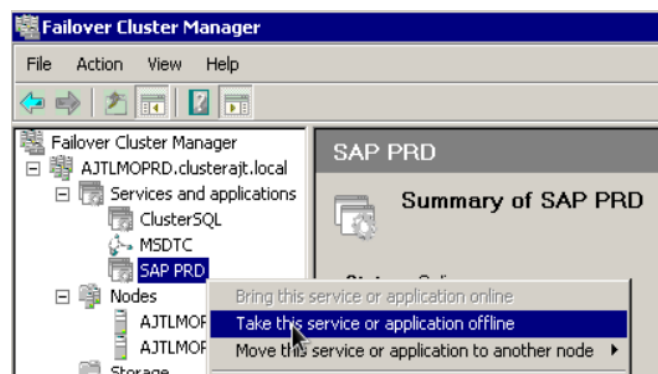 Failover Cluster Manager
File Action View Help
Failover Cluster Manager
AJTLMOPRD.clusterajt.local
Services and applications
ClusterSQL
MSDTC
SAP PRD
Nodes
AJTLMOP
AJTLMOP
Storage
SAP PRD
Summary of SAP PRD
Bring this service or application online
Take this service or application offline
Move this service or application to another node